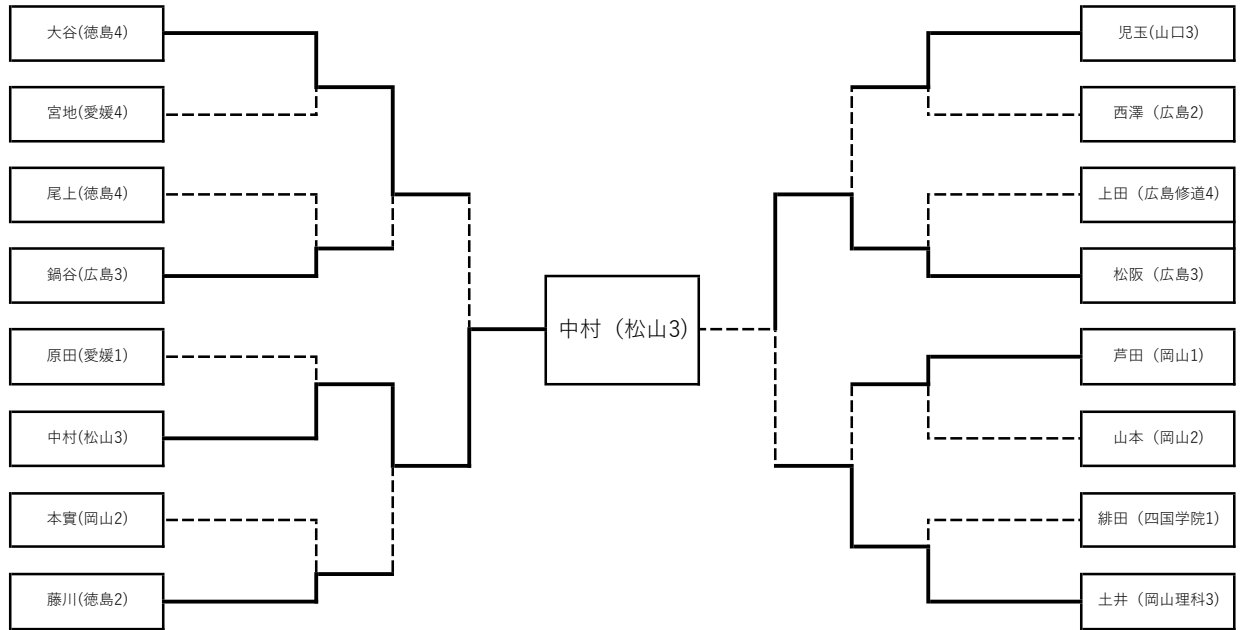 大谷(徳島4)
宮地(愛媛4)
尾上(徳島4)
鍋谷(広島3)
原田(愛媛1)
中村(松山3)
本實(岡山2)
藤川(徳島2)
中村（松山3)
児玉(山口3)
西澤（広島2)
上田（広島修道4)
松阪（広島3)
芦田（岡山1)
山本（岡山2)
緋田（四国学院1)
土井（岡山理科3)